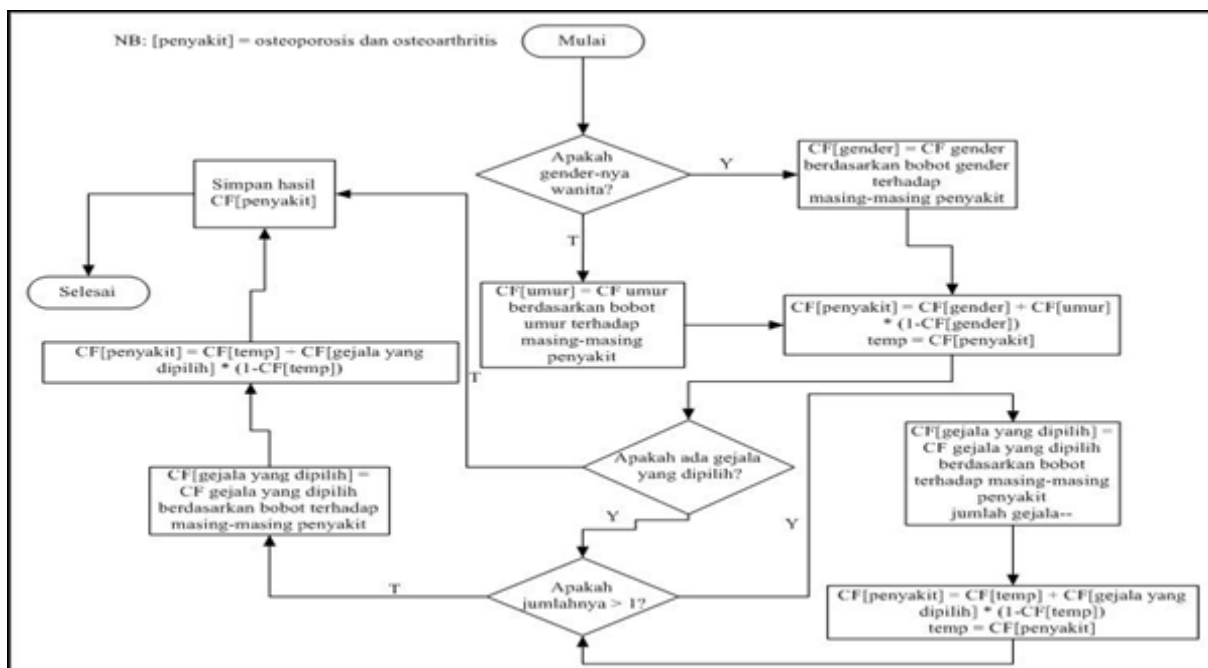 NB: [penyakit] = osteoporosis dan osteoarthritis
Mulai
Apakah
gender-nya
wanita?
Y
CF[gender] = CF gender
berdasarkan bobot gender
terhadap
masing-masing penyakit
T
CF[umur] = CF umur
berdasarkan bobot
umur terhadap
masing-masing
penyakit
CF[penyakit] = CF[gender] + CF[umur]
* (1-CF[gender])
temp = CF[penyakit]
Apakah ada gejala
yang dipilih?
T
Y
Apakah
jumlahnya > 1?
Y
CF[gejala yang dipilih] =
CF gejala yang dipilih
berdasarkan bobot
terhadap masing-masing
penyakit
jumlah gejala--
CF[penyakit] = CF[temp] + CF[gejala yang
dipilih] * (1-CF[temp])
temp = CF[penyakit]
T
CF[gejala yang dipilih] =
CF gejala yang dipilih
berdasarkan bobot terhadap
masing-masing penyakit
CF[penyakit] = CF[temp] + CF[gejala yang
dipilih] * (1-CF[temp])
Simpan hasil
CF[penyakit]
Selesai